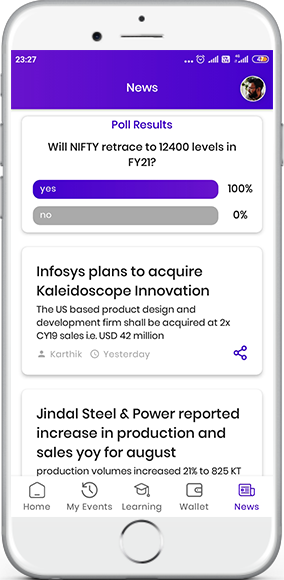 23:27
News
Poll Results
Will NIFTY retrace to 12400 levels in
FY21?
yes 100%
no 0%
Infosys plans to acquire
Kaleidoscope Innovation
The US based product design and
development firm shall be acquired at 2x
CY19 sales i.e. USD 42 million
Karthik Yesterday
Jindal Steel & Power reported
increase in production and
sales yoy for august
production volumes increased 21% to 825 KT
Home My Events Learning Wallet News